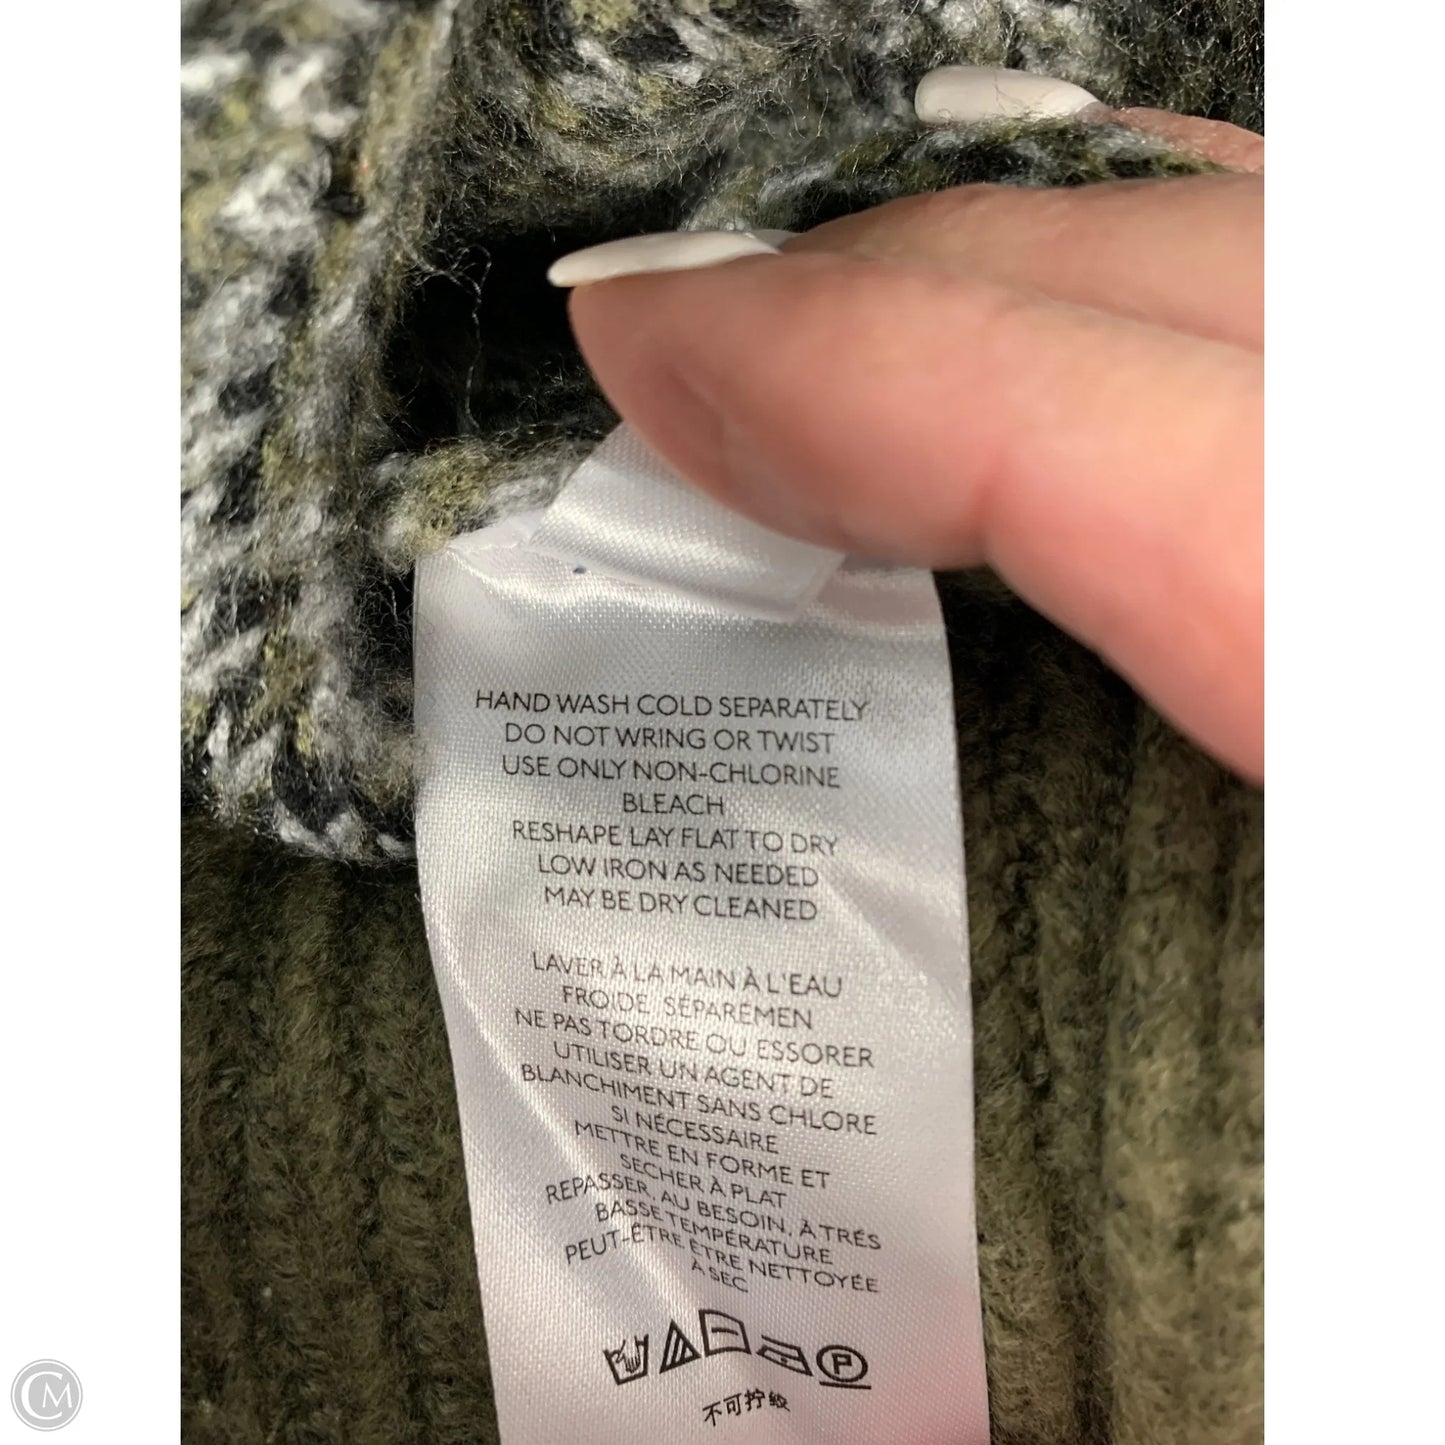 HAND WASH COLD SEPARATELY
DO NOT WRING OR TWIST
USE ONLY NON-CHLORINE
BLEACH
RESHAPE LAY FLAT TO DRY
LOW IRON AS NEEDED
MAY BE DRY CLEANED
LAVER À LA MAIN À L'EAU
FROIDE, SÉPARÉMEN
NE PAS TORDRE OU ESSORER
UTILISER UN AGENT DE
BLANCHIMENT SANS CHLORE
SI NÉCESSAIRE
METTRE EN FORME ET
SECHER À PLAT
REPASSER, AU BESOIN, À TRÉS
BASSE TEMPÉRATURE
PEUT-ÊTRE ÊTRE NETTOYÉE
À SEC
P
不可拧绞
CM